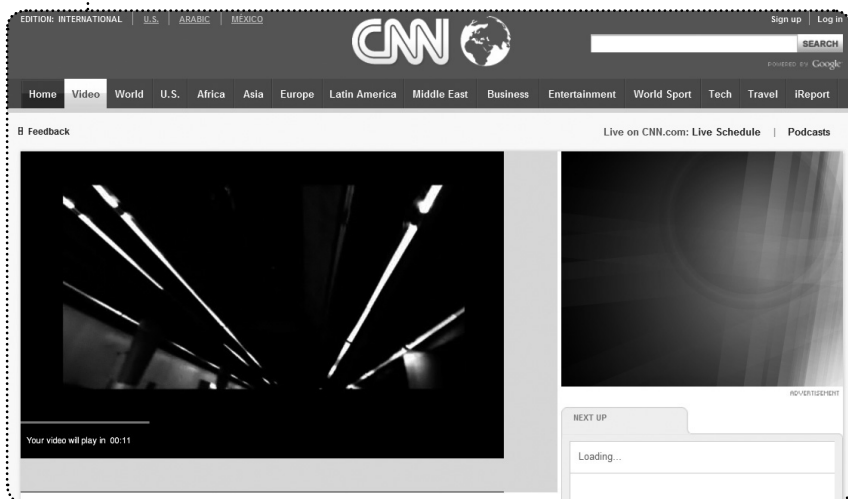 EDITION: INTERNATIONAL | U.S. | ARABIC | MÉXICO
Sign up | Log in
CNN
SEARCH
POWERED BY Google
Home Video World U.S. Africa Asia Europe Latin America Middle East Business Entertainment World Sport Tech Travel iReport
Feedback
Live on CNN.com: Live Schedule | Podcasts
ADVERTISEMENT
NEXT UP
Your video will play in 00:11
Loading...